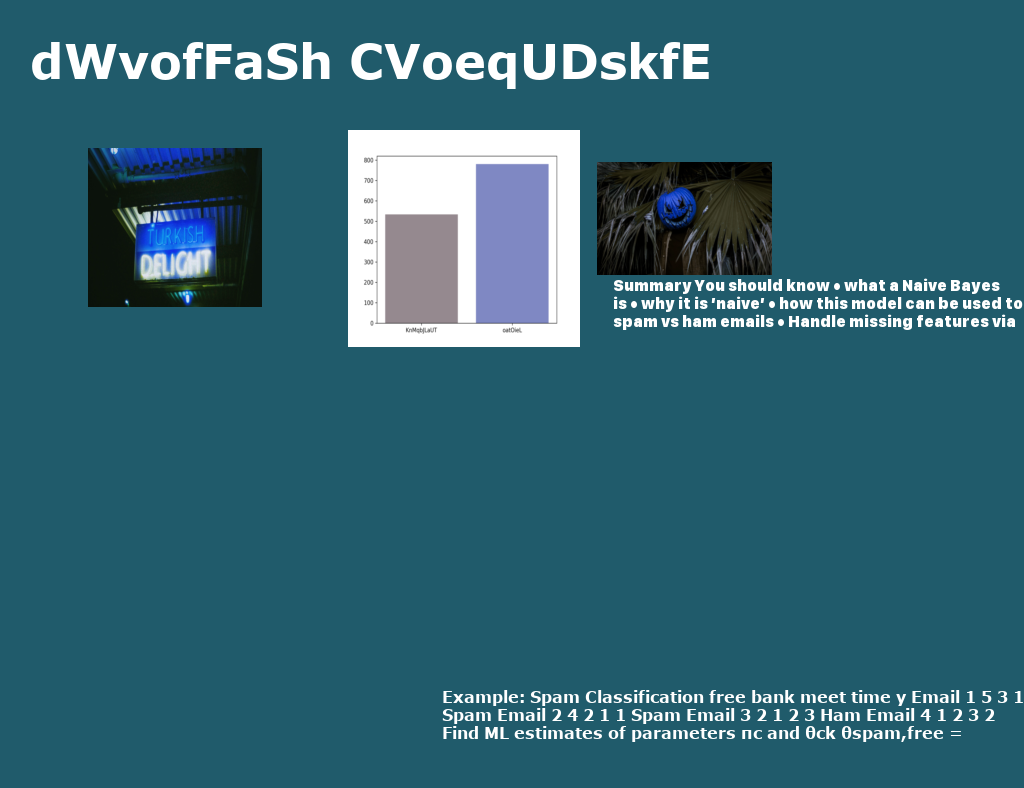 dWvofFaSh CVoeqUDskfE
TURKISH
DELIGHT
800
700
600
500
400
300
200
100
0
KnMqbJLaUT
oatOieL
Summary You should know • what a Naive Bayes
is • why it is ’naive’ • how this model can be used to
spam vs ham emails • Handle missing features via
Example: Spam Classification free bank meet time y Email 1 5 3 1
Spam Email 2 4 2 1 1 Spam Email 3 2 1 2 3 Ham Email 4 1 2 3 2
Find ML estimates of parameters πc and θck θspam,free =